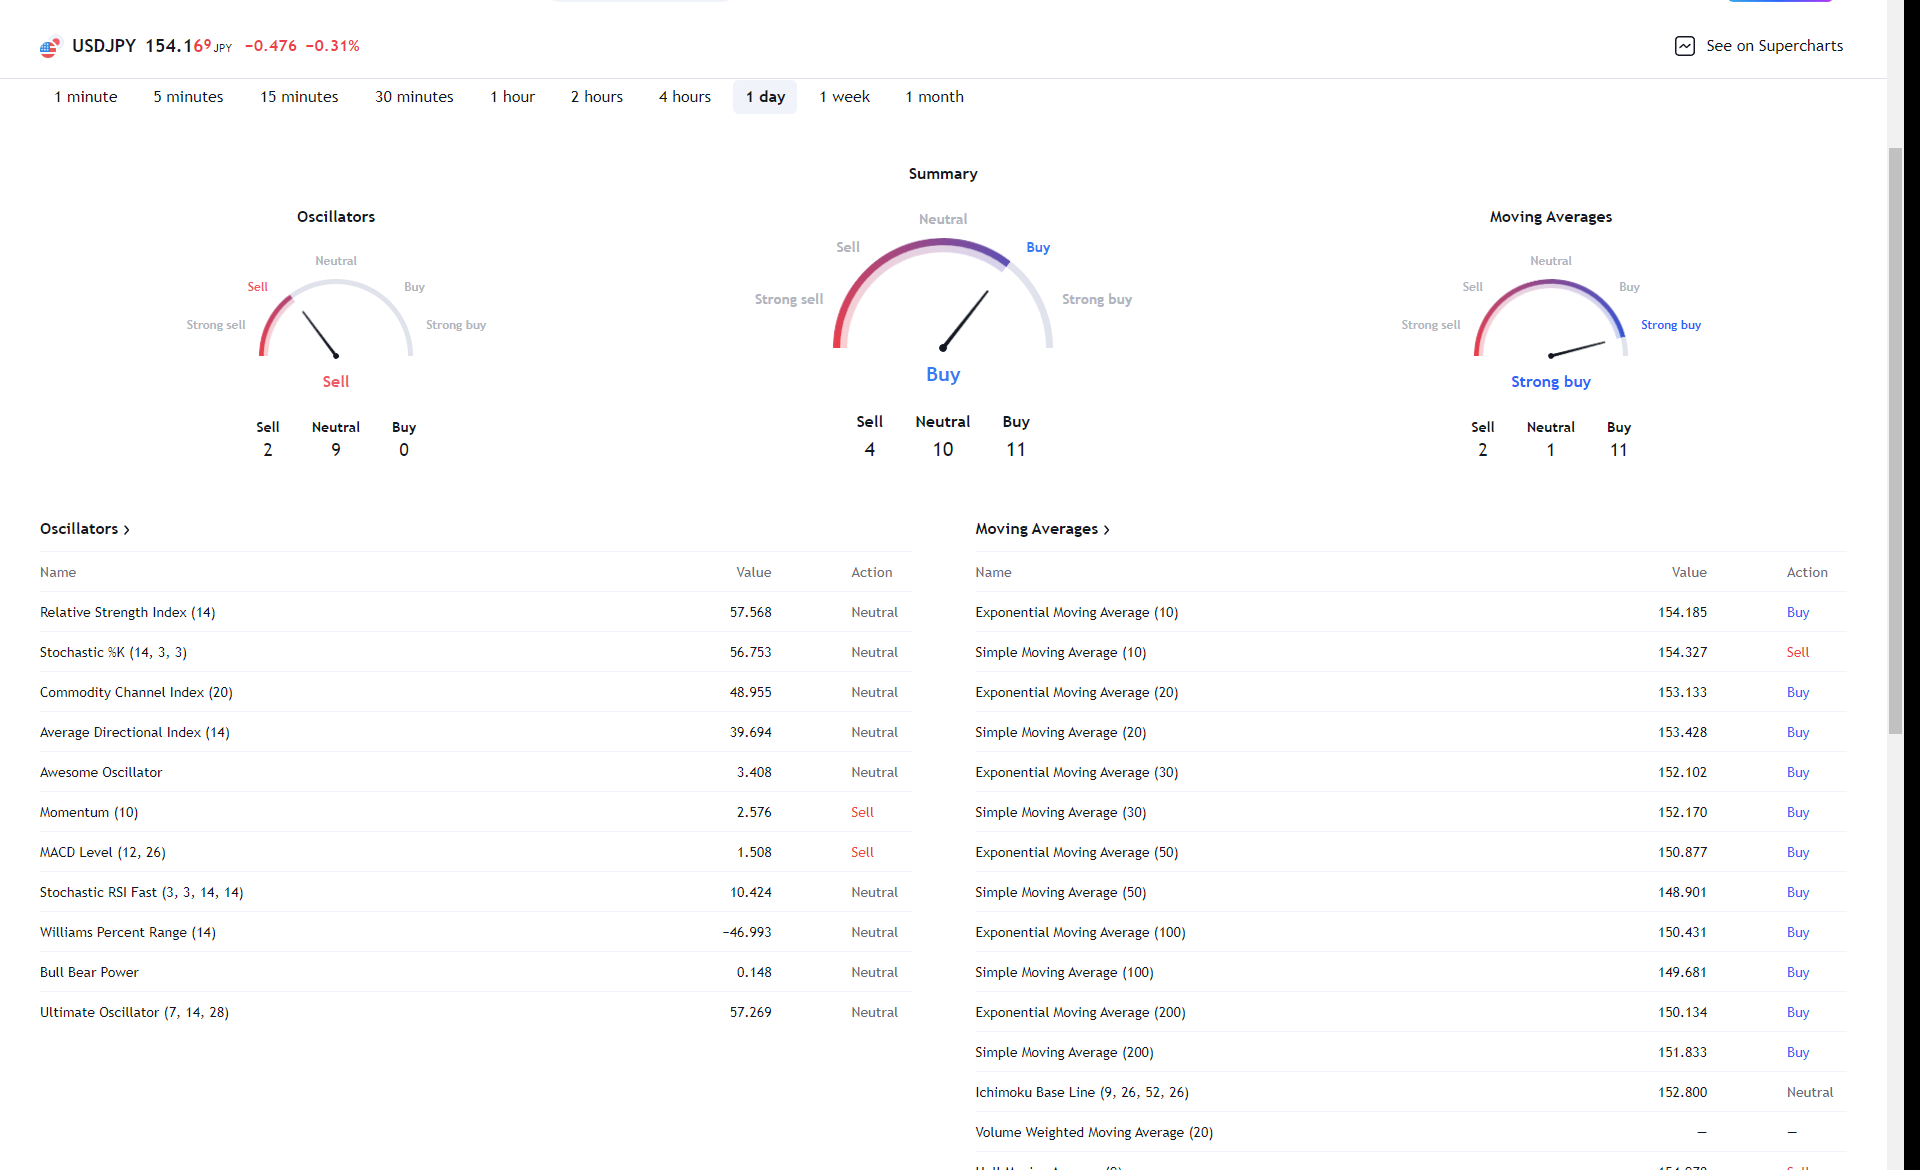 USDJPY 154.169 JPY −0.476 −0.31%
See on Supercharts
1 minute 5 minutes 15 minutes 30 minutes 1 hour 2 hours 4 hours 1 day 1 week 1 month
Oscillators
Neutral
Sell Buy
Strong sell Strong buy
Sell
Sell Neutral Buy
2 9 0
Summary
Neutral
Sell Buy
Strong sell Strong buy
Buy
Sell Neutral Buy
4 10 11
Moving Averages
Neutral
Sell Buy
Strong sell Strong buy
Strong buy
Sell Neutral Buy
2 1 11
Oscillators
Name Value Action
Relative Strength Index (14) 57.568 Neutral
Stochastic %K (14, 3, 3) 56.753 Neutral
Commodity Channel Index (20) 48.955 Neutral
Average Directional Index (14) 39.694 Neutral
Awesome Oscillator 3.408 Neutral
Momentum (10) 2.576 Sell
MACD Level (12, 26) 1.508 Sell
Stochastic RSI Fast (3, 3, 14, 14) 10.424 Neutral
Williams Percent Range (14) −46.993 Neutral
Bull Bear Power 0.148 Neutral
Ultimate Oscillator (7, 14, 28) 57.269 Neutral
Moving Averages
Name Value Action
Exponential Moving Average (10) 154.185 Buy
Simple Moving Average (10) 154.327 Sell
Exponential Moving Average (20) 153.133 Buy
Simple Moving Average (20) 153.428 Buy
Exponential Moving Average (30) 152.102 Buy
Simple Moving Average (30) 152.170 Buy
Exponential Moving Average (50) 150.877 Buy
Simple Moving Average (50) 148.901 Buy
Exponential Moving Average (100) 150.431 Buy
Simple Moving Average (100) 149.681 Buy
Exponential Moving Average (200) 150.134 Buy
Simple Moving Average (200) 151.833 Buy
Ichimoku Base Line (9, 26, 52, 26) 152.800 Neutral
Volume Weighted Moving Average (20) — —